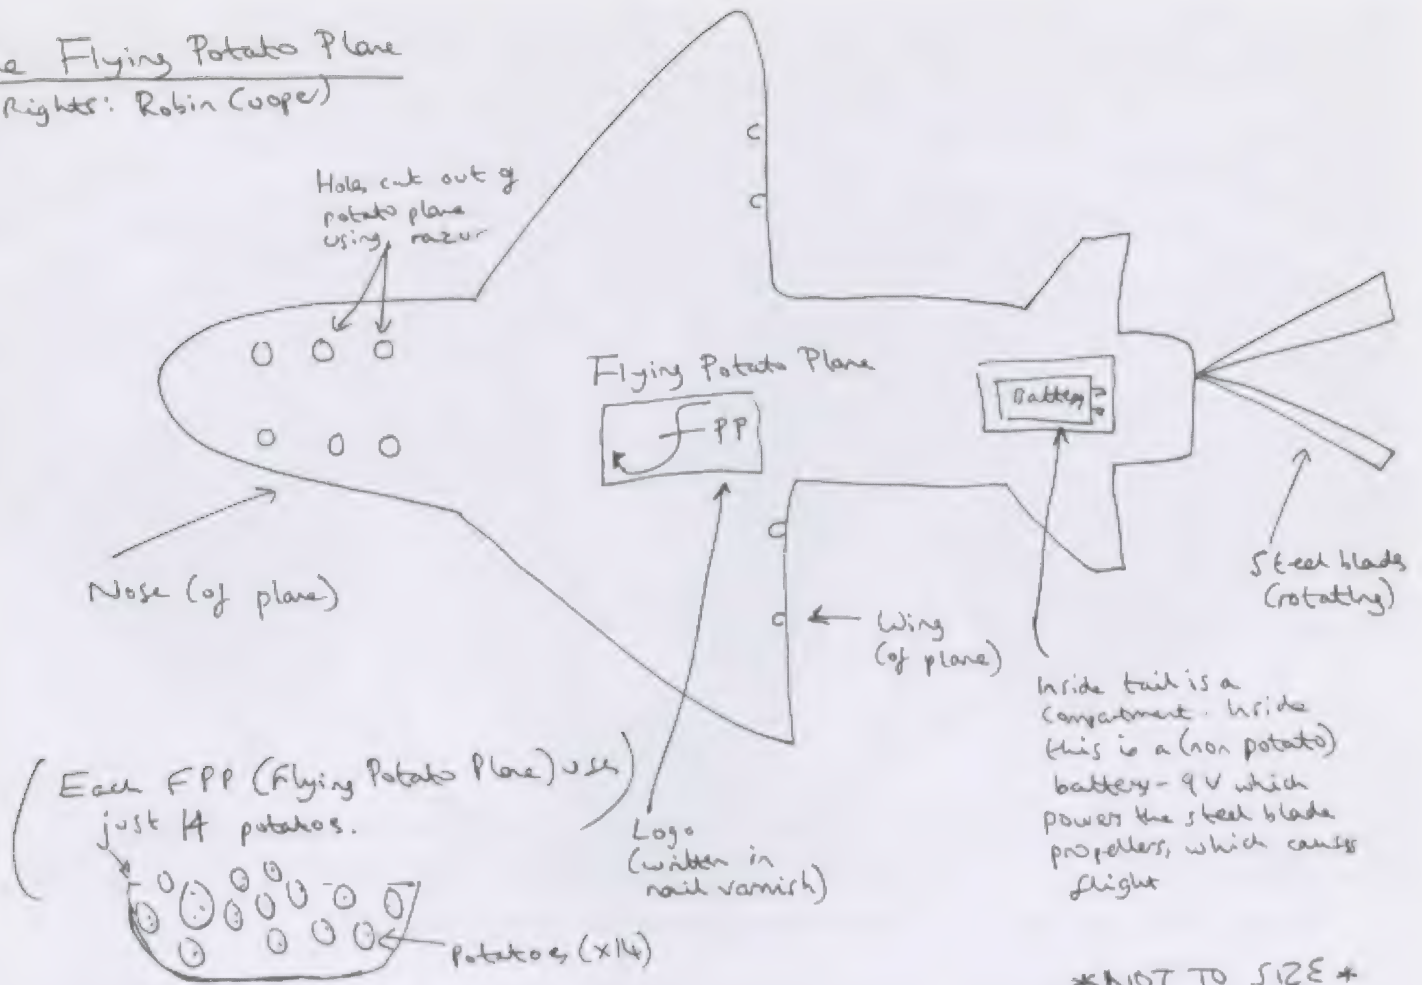 e Flying Potato Plane
Rights: Robin Cooper)
Holes cut out of
potato plane
using razur
Flying Potato Plane
FPP
Battery
Nose (of plane)
Steel blades
(rotating)
Wing
(of plane)
Inside tail is a
compartment. Inside
this is a (non potato)
battery - 9V which
power the steel blade
propellers, which causes
flight
(Each FPP (Flying Potato Plane) uses)
just 14 potatos.
Logo
(written in
nail varnish)
potatoes (x14)
*NOT TO SIZE*